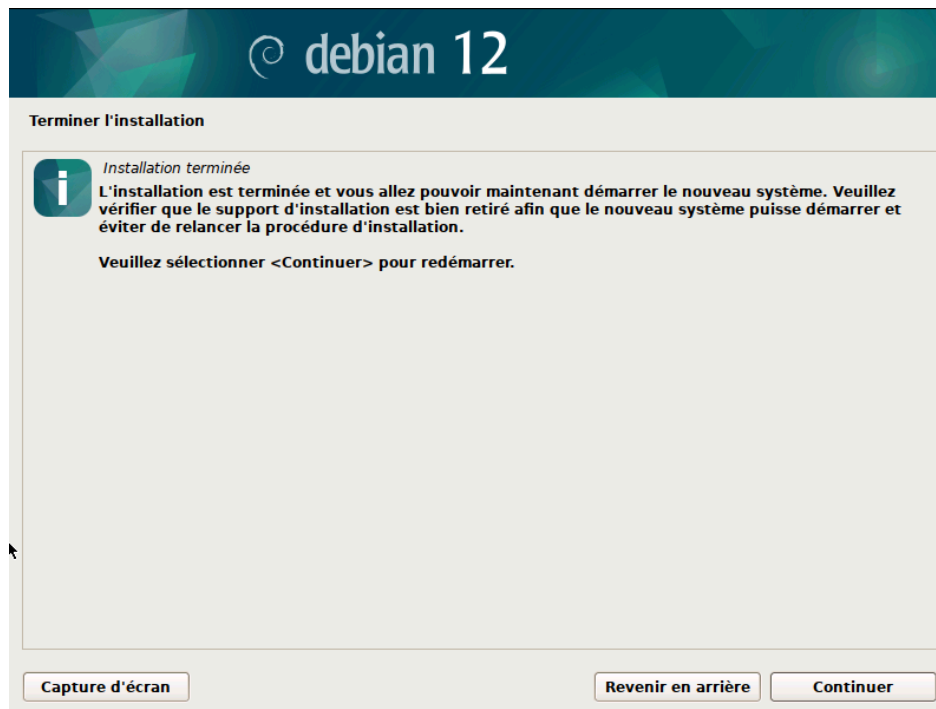 debian 12
Terminer l'installation
Installation terminée
L'installation est terminée et vous allez pouvoir maintenant démarrer le nouveau système. Veuillez
vérifier que le support d'installation est bien retiré afin que le nouveau système puisse démarrer et
éviter de relancer la procédure d'installation.
Veuillez sélectionner <Continuer> pour redémarrer.
Capture d'écran
Revenir en arrière
Continuer